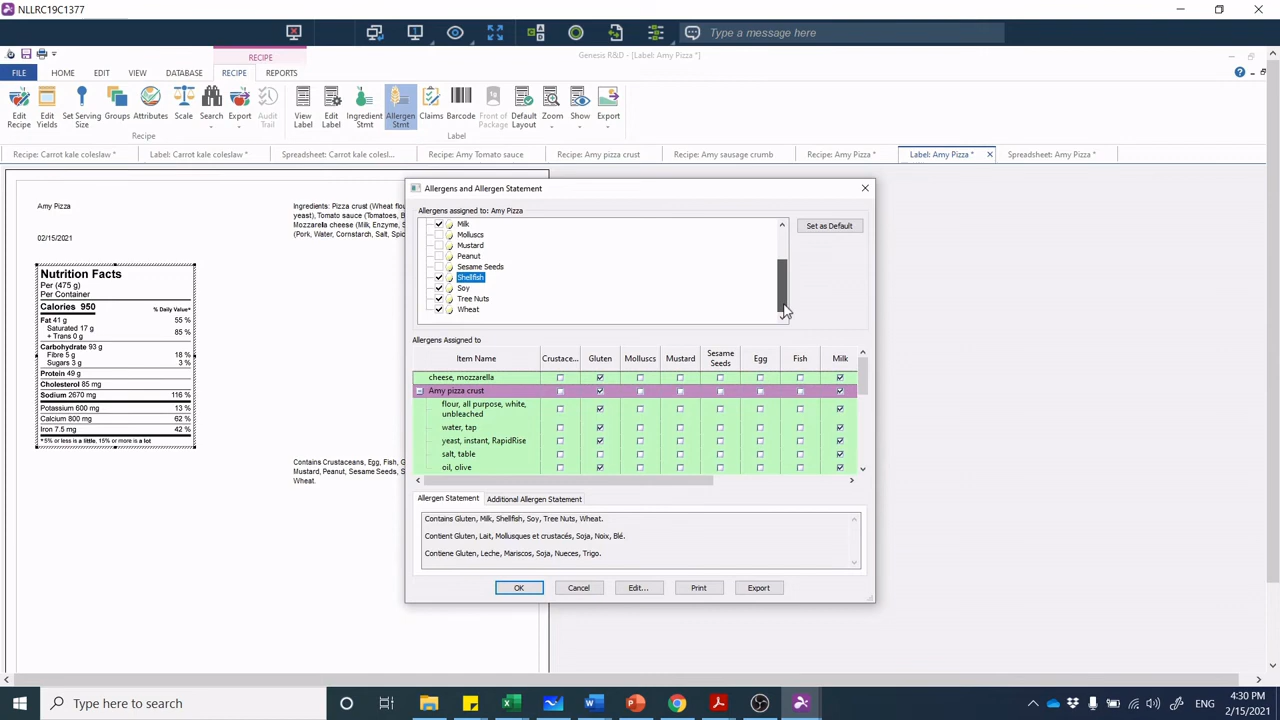 NLLRC19C1377
Type a message here
RECIPE
Genesis R&D - [Label: Amy Pizza *]
FILE HOME EDIT VIEW DATABASE RECIPE REPORTS
Edit Recipe
Edit Yields
Set Serving Size
Groups
Attributes
Scale
Search
Export
Audit Trail
View Label
Edit Label
Ingredient Stmt
Allergen Stmt
Claims
Barcode
Front of Package
Default Layout
Zoom
Show
Export
Recipe
Label
Recipe: Carrot kale coleslaw *
Label: Carrot kale coleslaw *
Spreadsheet: Carrot kale colesl...
Recipe: Amy Tomato sauce
Recipe: Amy pizza crust
Recipe: Amy sausage crumb
Recipe: Amy Pizza *
Label: Amy Pizza *
Spreadsheet: Amy Pizza *
Amy Pizza
02/15/2021
Ingredients: Pizza crust (Wheat flou
yeast), Tomato sauce (Tomatoes, B
Mozzarella cheese (Milk, Enzyme, S
(Pork, Water, Cornstarch, Salt, Spic
Nutrition Facts
Per (475 g)
Per Container
Calories 950 % Daily Value*
Fat 41 g 55 %
Saturated 17 g
+ Trans 0 g 85 %
Carbohydrate 93 g
Fibre 5 g 18 %
Sugars 3 g 3 %
Protein 49 g
Cholesterol 85 mg
Sodium 2670 mg 116 %
Potassium 600 mg 13 %
Calcium 800 mg 62 %
Iron 7.5 mg 42 %
*5% or less is a little, 15% or more is a lot
Contains Crustaceans, Egg, Fish, G
Mustard, Peanut, Sesame Seeds, S
Wheat.
Allergens and Allergen Statement
Allergens assigned to: Amy Pizza
Set as Default
Milk
Molluscs
Mustard
Peanut
Sesame Seeds
Shellfish
Soy
Tree Nuts
Wheat
Allergens Assigned to
Item Name Crustace... Gluten Molluscs Mustard Sesame Seeds Egg Fish Milk
cheese, mozzarella
Amy pizza crust
flour, all purpose, white,
unbleached
water, tap
yeast, instant, RapidRise
salt, table
oil, olive
Allergen Statement Additional Allergen Statement
Contains Gluten, Milk, Shellfish, Soy, Tree Nuts, Wheat.
Contient Gluten, Lait, Mollusques et crustacés, Soja, Noix, Blé.
Contiene Gluten, Leche, Mariscos, Soja, Nueces, Trigo.
OK Cancel Edit... Print Export
Type here to search
ENG
4:30 PM
2/15/2021